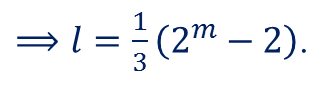 ⟹ l = 1/3 (2^m − 2).